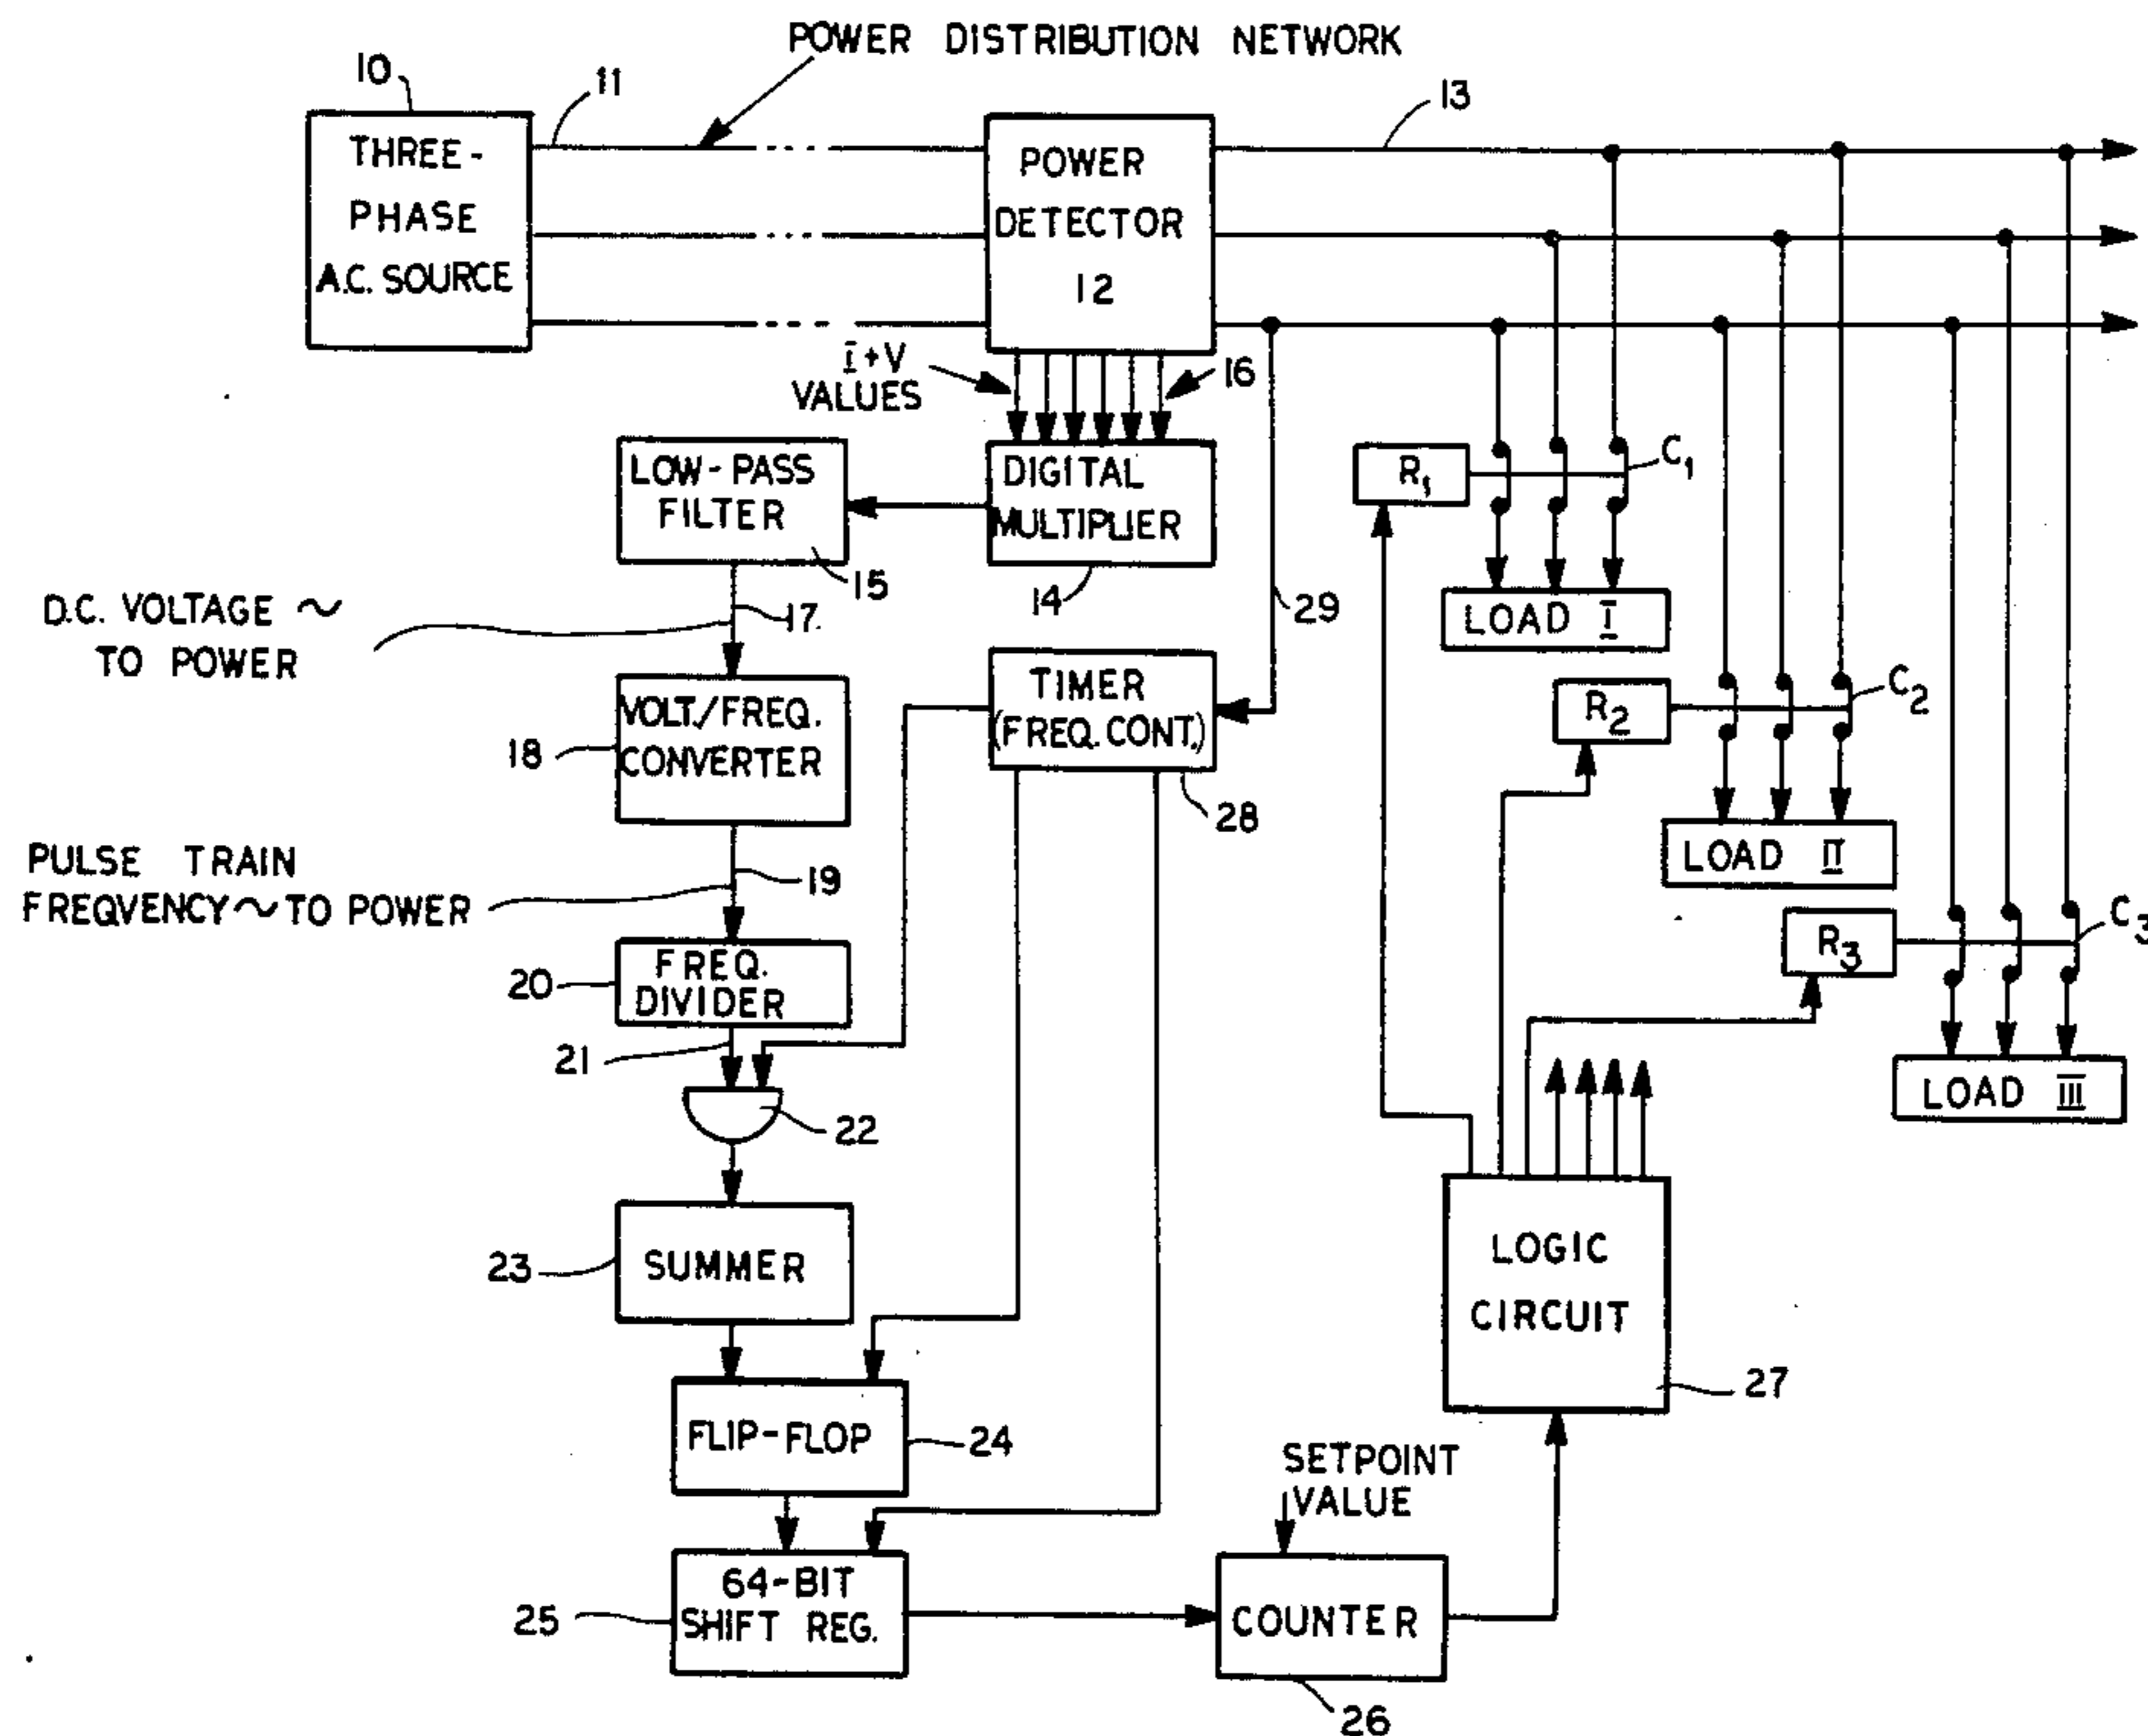 POWER DISTRIBUTION NETWORK
10
11
13
THREE-
PHASE
A.C. SOURCE
POWER
DETECTOR
12
I+V
VALUES
16
LOW-PASS
FILTER
15
DIGITAL
MULTIPLIER
14
R1
C1
LOAD I
D.C. VOLTAGE ~
TO POWER
17
29
TIMER
(FREQ. CONT.)
28
R2
C2
LOAD II
VOLT./FREQ.
CONVERTER
18
PULSE TRAIN
FREQVENCY ~ TO POWER
19
R3
C3
LOAD III
FREQ.
DIVIDER
20
21
22
SUMMER
23
LOGIC
CIRCUIT
27
FLIP-FLOP
24
SETPOINT
VALUE
64-BIT
SHIFT REG.
25
COUNTER
26